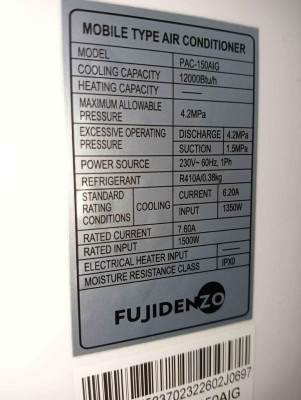 MOBILE TYPE AIR CONDITIONER
MODEL PAC-150AIG
COOLING CAPACITY 12000Btu/h
HEATING CAPACITY ——
MAXIMUM ALLOWABLE PRESSURE 4.2MPa
EXCESSIVE OPERATING PRESSURE DISCHARGE 4.2MPa
SUCTION 1.5MPa
POWER SOURCE 230V~ 60Hz, 1Ph
REFRIGERANT R410A/0.38kg
STANDARD RATING CONDITIONS COOLING CURRENT 6.20A
INPUT 1350W
RATED CURRENT 7.60A
RATED INPUT 1500W
ELECTRICAL HEATER INPUT ——
MOISTURE RESISTANCE CLASS IPX0
FUJIDENZO